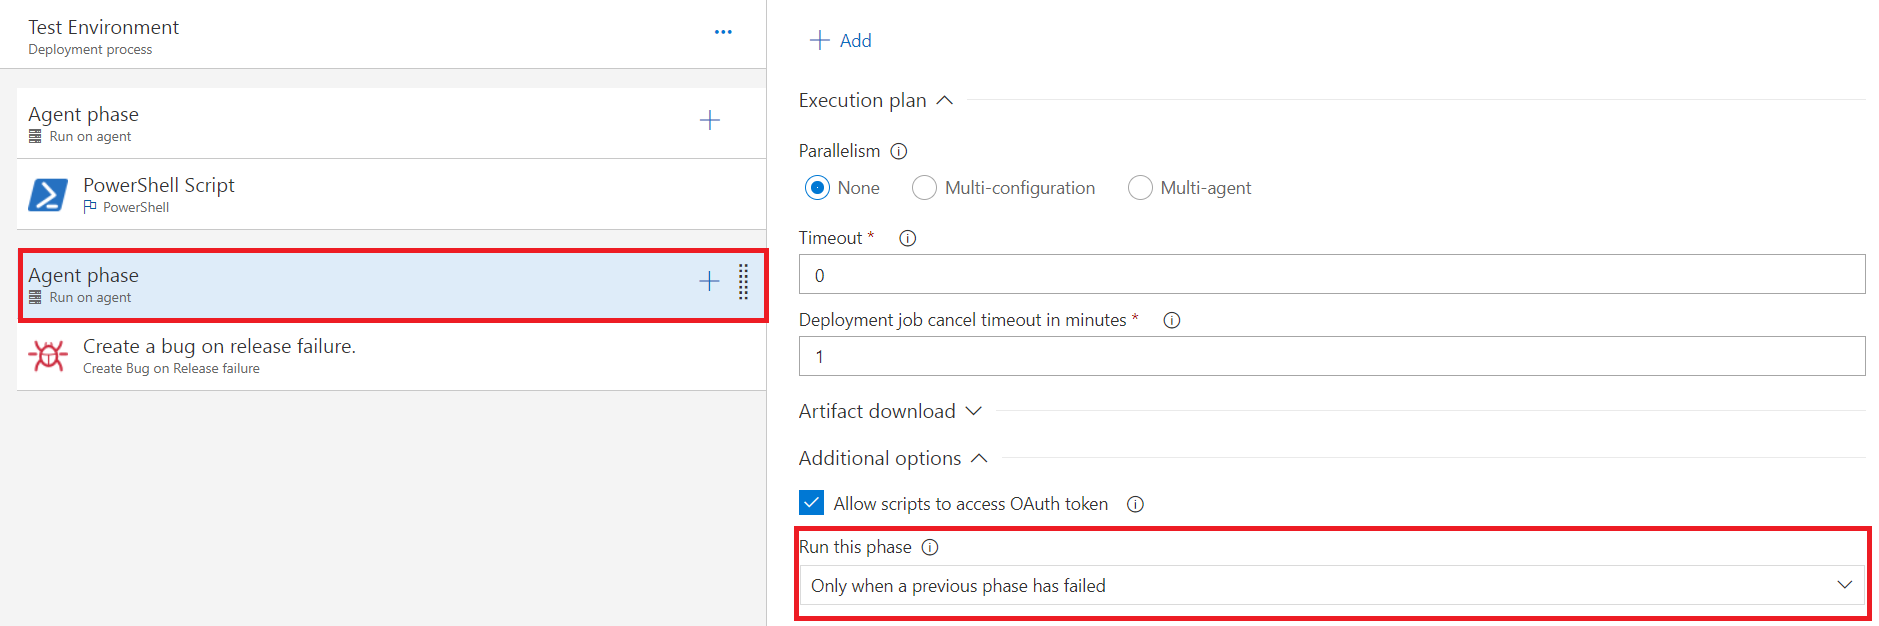 Test Environment
Deployment process
Agent phase
Run on agent
PowerShell Script
PowerShell
Agent phase
Run on agent
Create a bug on release failure.
Create Bug on Release failure
Add
Execution plan
Parallelism
None Multi-configuration Multi-agent
Timeout *
0
Deployment job cancel timeout in minutes *
1
Artifact download
Additional options
Allow scripts to access OAuth token
Run this phase
Only when a previous phase has failed